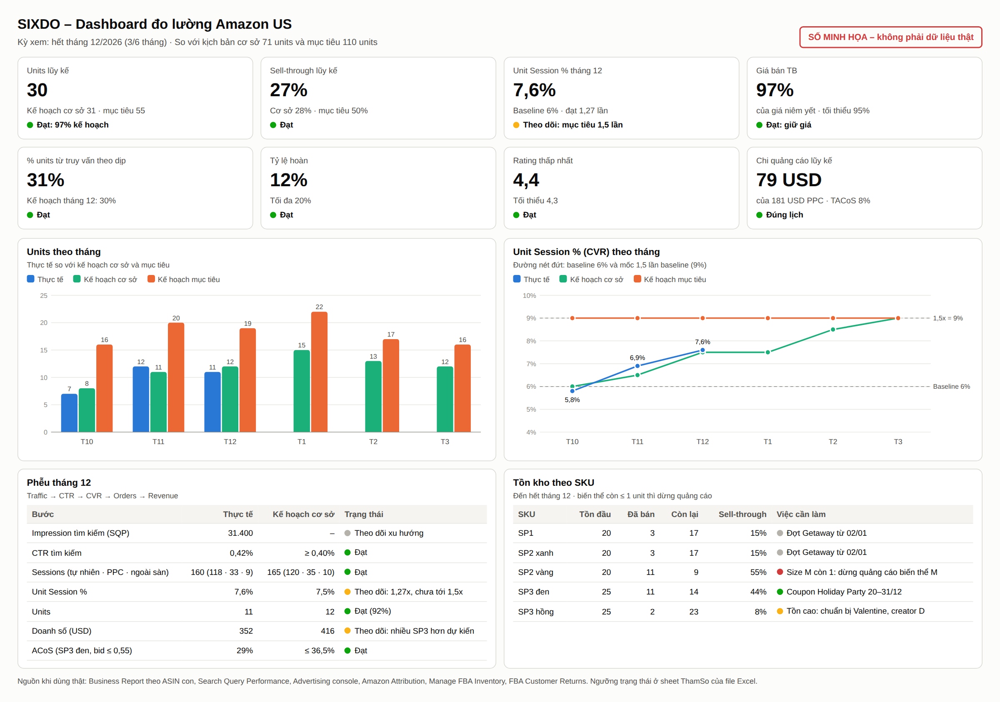 SIXDO – Dashboard đo lường Amazon US
Kỳ xem: hết tháng 12/2026 (3/6 tháng) · So với kịch bản cơ sở 71 units và mục tiêu 110 units
SỐ MINH HỌA – không phải dữ liệu thật
Units lũy kế
30
Kế hoạch cơ sở 31 · mục tiêu 55
Đạt: 97% kế hoạch
Sell-through lũy kế
27%
Cơ sở 28% · mục tiêu 50%
Đạt
Unit Session % tháng 12
7,6%
Baseline 6% · đạt 1,27 lần
Theo dõi: mục tiêu 1,5 lần
Giá bán TB
97%
của giá niêm yết · tối thiểu 95%
Đạt: giữ giá
% units từ truy vấn theo dịp
31%
Kế hoạch tháng 12: 30%
Đạt
Tỷ lệ hoàn
12%
Tối đa 20%
Đạt
Rating thấp nhất
4,4
Tối thiểu 4,3
Đạt
Chi quảng cáo lũy kế
79 USD
của 181 USD PPC · TACoS 8%
Đúng lịch
Units theo tháng
Thực tế so với kế hoạch cơ sở và mục tiêu
Thực tế Kế hoạch cơ sở Kế hoạch mục tiêu
25
20
15
10
5
0
7 8 16
12 11 20
11 12 19
15 22
13 17
12 16
T10 T11 T12 T1 T2 T3
Unit Session % (CVR) theo tháng
Đường nét đứt: baseline 6% và mốc 1,5 lần baseline (9%)
Thực tế Kế hoạch cơ sở Kế hoạch mục tiêu
10%
9%
8%
7%
6%
5%
4%
5,8%
6,9%
7,6%
1,5x = 9%
Baseline 6%
T10 T11 T12 T1 T2 T3
Phễu tháng 12
Traffic → CTR → CVR → Orders → Revenue
Bước Thực tế Kế hoạch cơ sở Trạng thái
Impression tìm kiếm (SQP) 31.400 – Theo dõi xu hướng
CTR tìm kiếm 0,42% ≥ 0,40% Đạt
Sessions (tự nhiên · PPC · ngoài sàn) 160 (118 · 33 · 9) 165 (120 · 35 · 10) Đạt
Unit Session % 7,6% 7,5% Theo dõi: 1,27x, chưa tới 1,5x
Units 11 12 Đạt (92%)
Doanh số (USD) 352 416 Theo dõi: nhiều SP3 hơn dự kiến
ACoS (SP3 đen, bid ≤ 0,55) 29% ≤ 36,5% Đạt
Tồn kho theo SKU
Đến hết tháng 12 · biến thể còn ≤ 1 unit thì dừng quảng cáo
SKU Tồn đầu Đã bán Còn lại Sell-through Việc cần làm
SP1 20 3 17 15% Đợt Getaway từ 02/01
SP2 xanh 20 3 17 15% Đợt Getaway từ 02/01
SP2 vàng 20 11 9 55% Size M còn 1: dừng quảng cáo biến thể M
SP3 đen 25 11 14 44% Coupon Holiday Party 20–31/12
SP3 hồng 25 2 23 8% Tồn cao: chuẩn bị Valentine, creator D
Nguồn khi dùng thật: Business Report theo ASIN con, Search Query Performance, Advertising console, Amazon Attribution, Manage FBA Inventory, FBA Customer Returns. Ngưỡng trạng thái ở sheet ThamSo của file Excel.